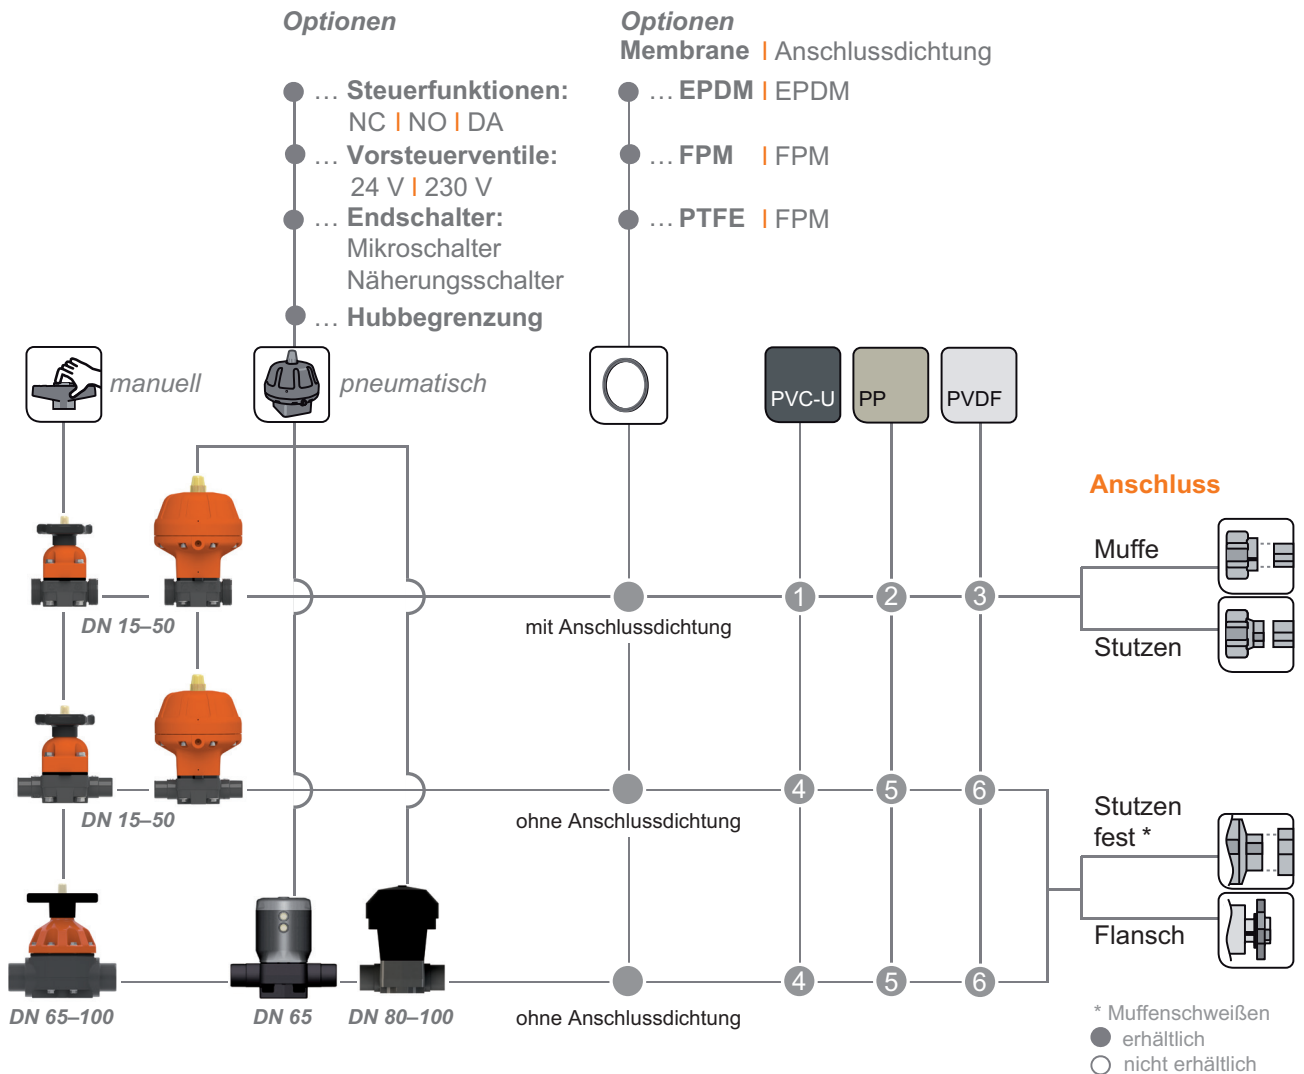 Optionen
… Steuerfunktionen:
NC I NO I DA
… Vorsteuerventile:
24 V I 230 V
… Endschalter:
Mikroschalter
Näherungsschalter
… Hubbegrenzung
Optionen
Membrane I Anschlussdichtung
… EPDM I EPDM
… FPM I FPM
… PTFE I FPM
manuell
pneumatisch
PVC-U
PP
PVDF
Anschluss
Muffe
Stutzen
DN 15–50
mit Anschlussdichtung
1
2
3
DN 15–50
ohne Anschlussdichtung
4
5
6
Stutzen
fest *
Flansch
DN 65–100
DN 65
DN 80–100
ohne Anschlussdichtung
4
5
6
* Muffenschweißen
erhältlich
nicht erhältlich